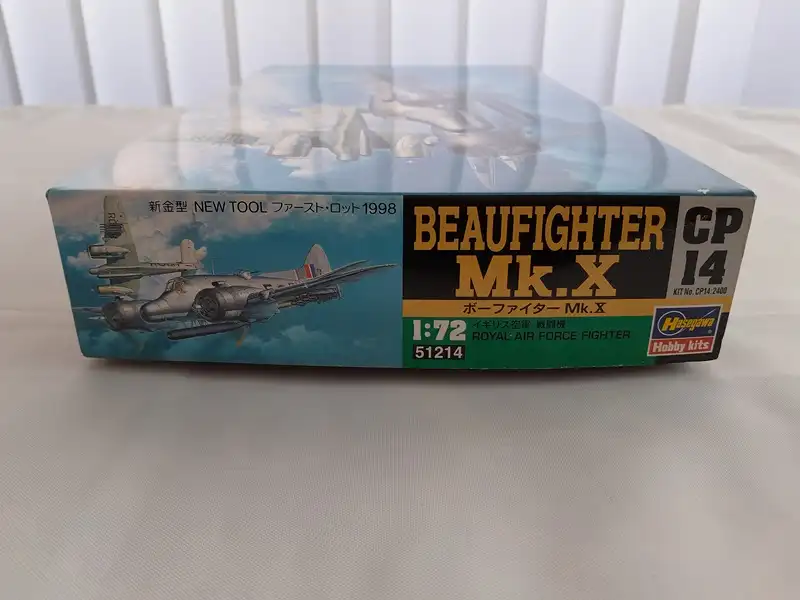 新金型 NEW TOOL ファースト・ロット1998
BEAUFIGHTER
Mk.X
ボーファイター Mk.X
1:72
イギリス空軍 戦闘機
ROYAL AIR FORCE FIGHTER
51214
CP
14
KIT No. CP14:2400
Hasegawa
Hobby kits